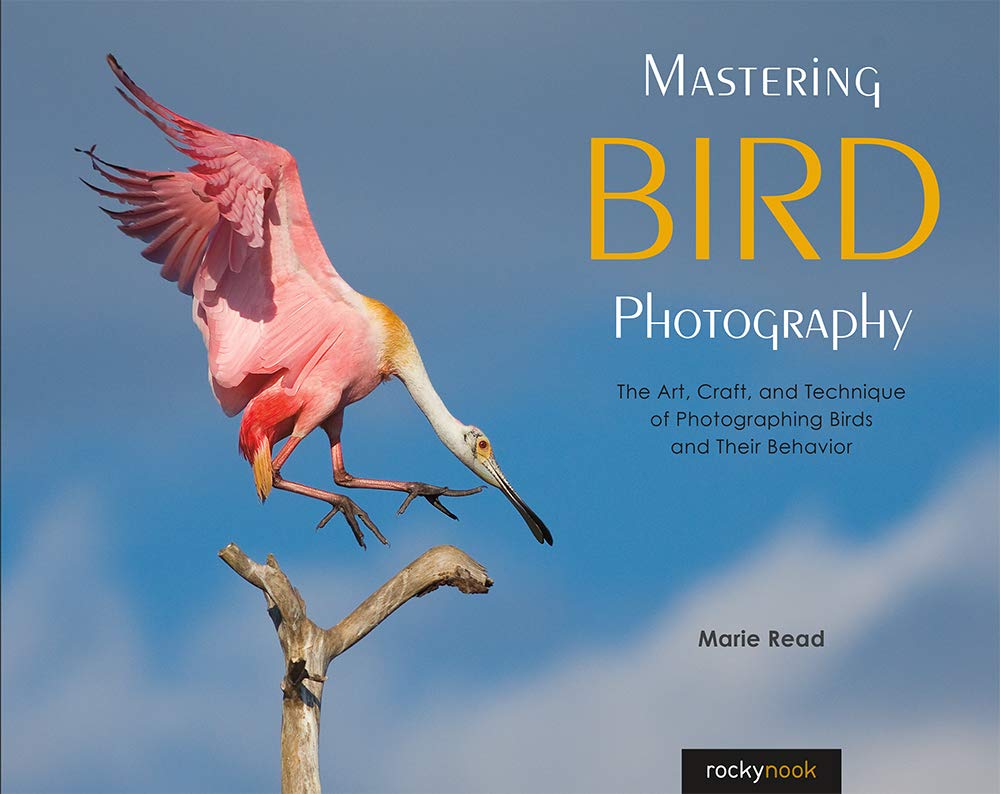 Mastering
BIRD
Photography
The Art, Craft, and Technique
of Photographing Birds
and Their Behavior
Marie Read
rockynook